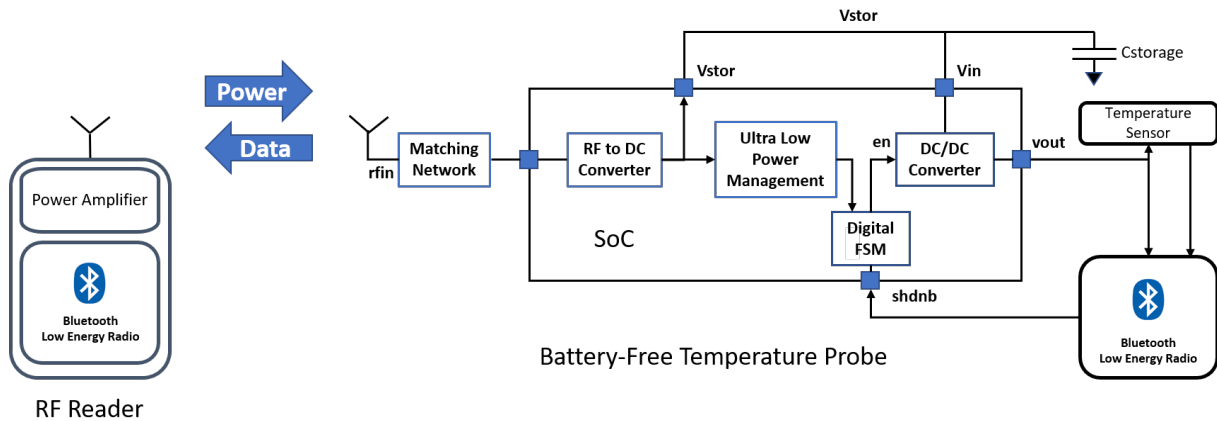 Power
Data
Power Amplifier
Bluetooth
Low Energy Radio
RF Reader
rfin
Matching
Network
RF to DC
Converter
Vstor
Vstor
Ultra Low
Power
Management
Vin
en
DC/DC
Converter
vout
Digital
FSM
SoC
shdnb
Cstorage
Temperature
Sensor
Bluetooth
Low Energy Radio
Battery-Free Temperature Probe